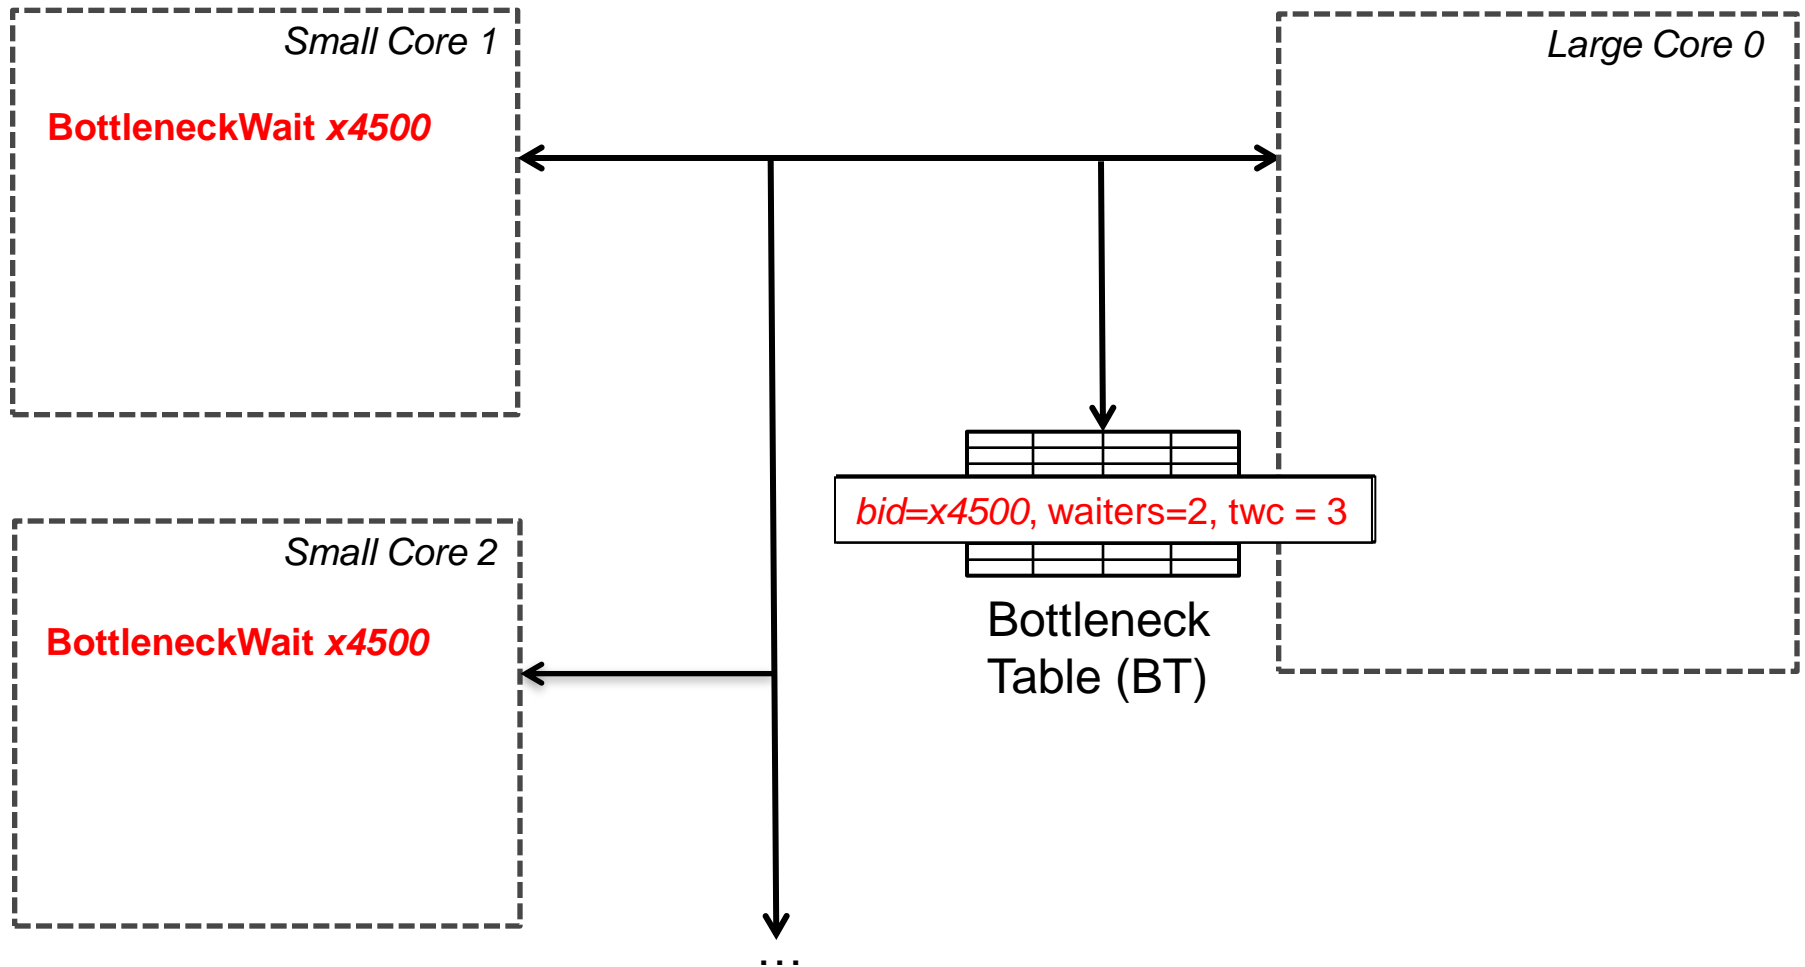 Small Core 1
Large Core 0
BottleneckWait x4500
bid=x4500, waiters=2, twc = 3
Small Core 2
Bottleneck
Table (BT)
BottleneckWait x4500
...